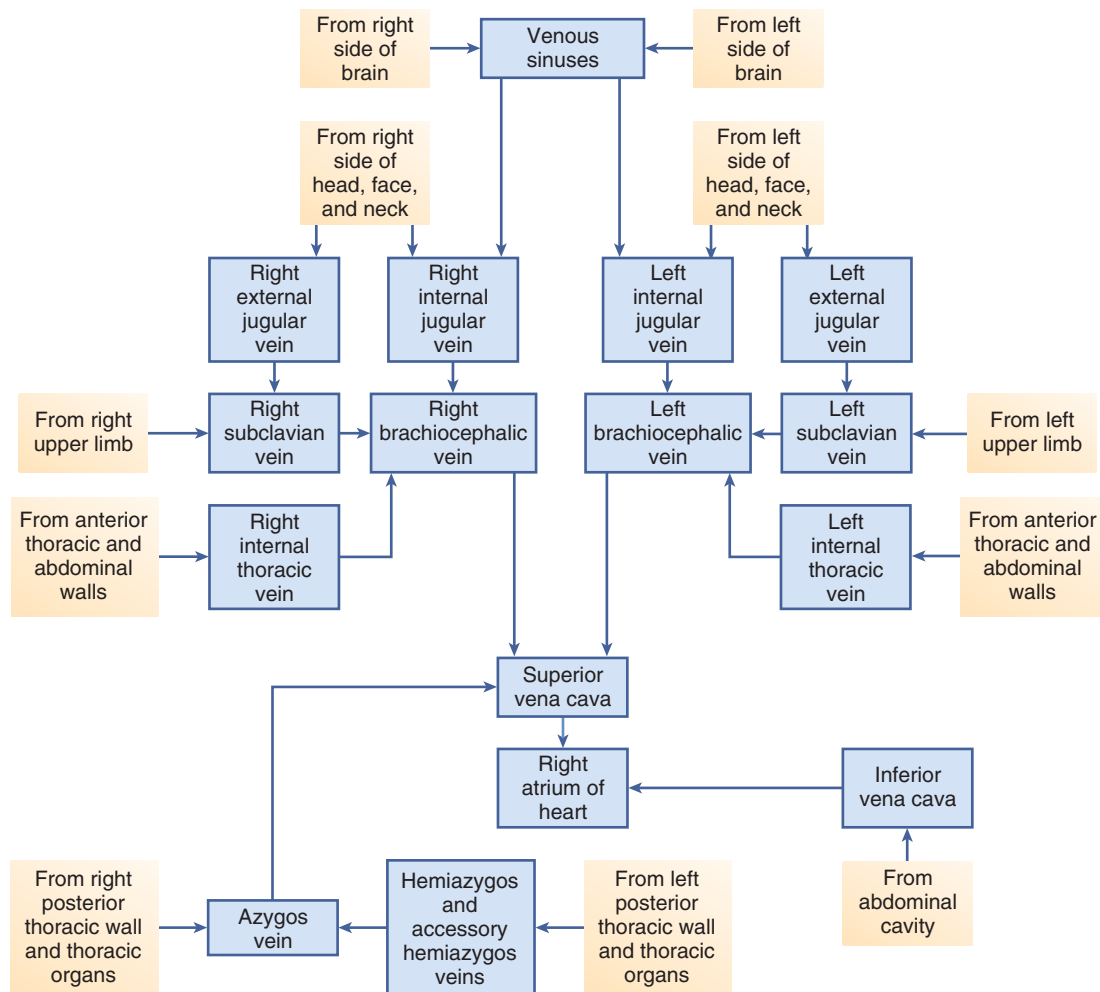 From right
side of
brain
Venous
sinuses
From left
side of
brain
From right
side of
head, face,
and neck
From left
side of
head, face,
and neck
Right
external
jugular
vein
Right
internal
jugular
vein
Left
internal
jugular
vein
Left
external
jugular
vein
From right
upper limb
Right
subclavian
vein
Right
brachiocephalic
vein
Left
brachiocephalic
vein
Left
subclavian
vein
From left
upper limb
From anterior
thoracic and
abdominal
walls
Right
internal
thoracic
vein
Left
internal
thoracic
vein
From anterior
thoracic and
abdominal
walls
Superior
vena cava
Right
atrium of
heart
Inferior
vena cava
From right
posterior
thoracic wall
and thoracic
organs
Azygos
vein
Hemiazygos
and
accessory
hemiazygos
veins
From left
posterior
thoracic wall
and thoracic
organs
From
abdominal
cavity